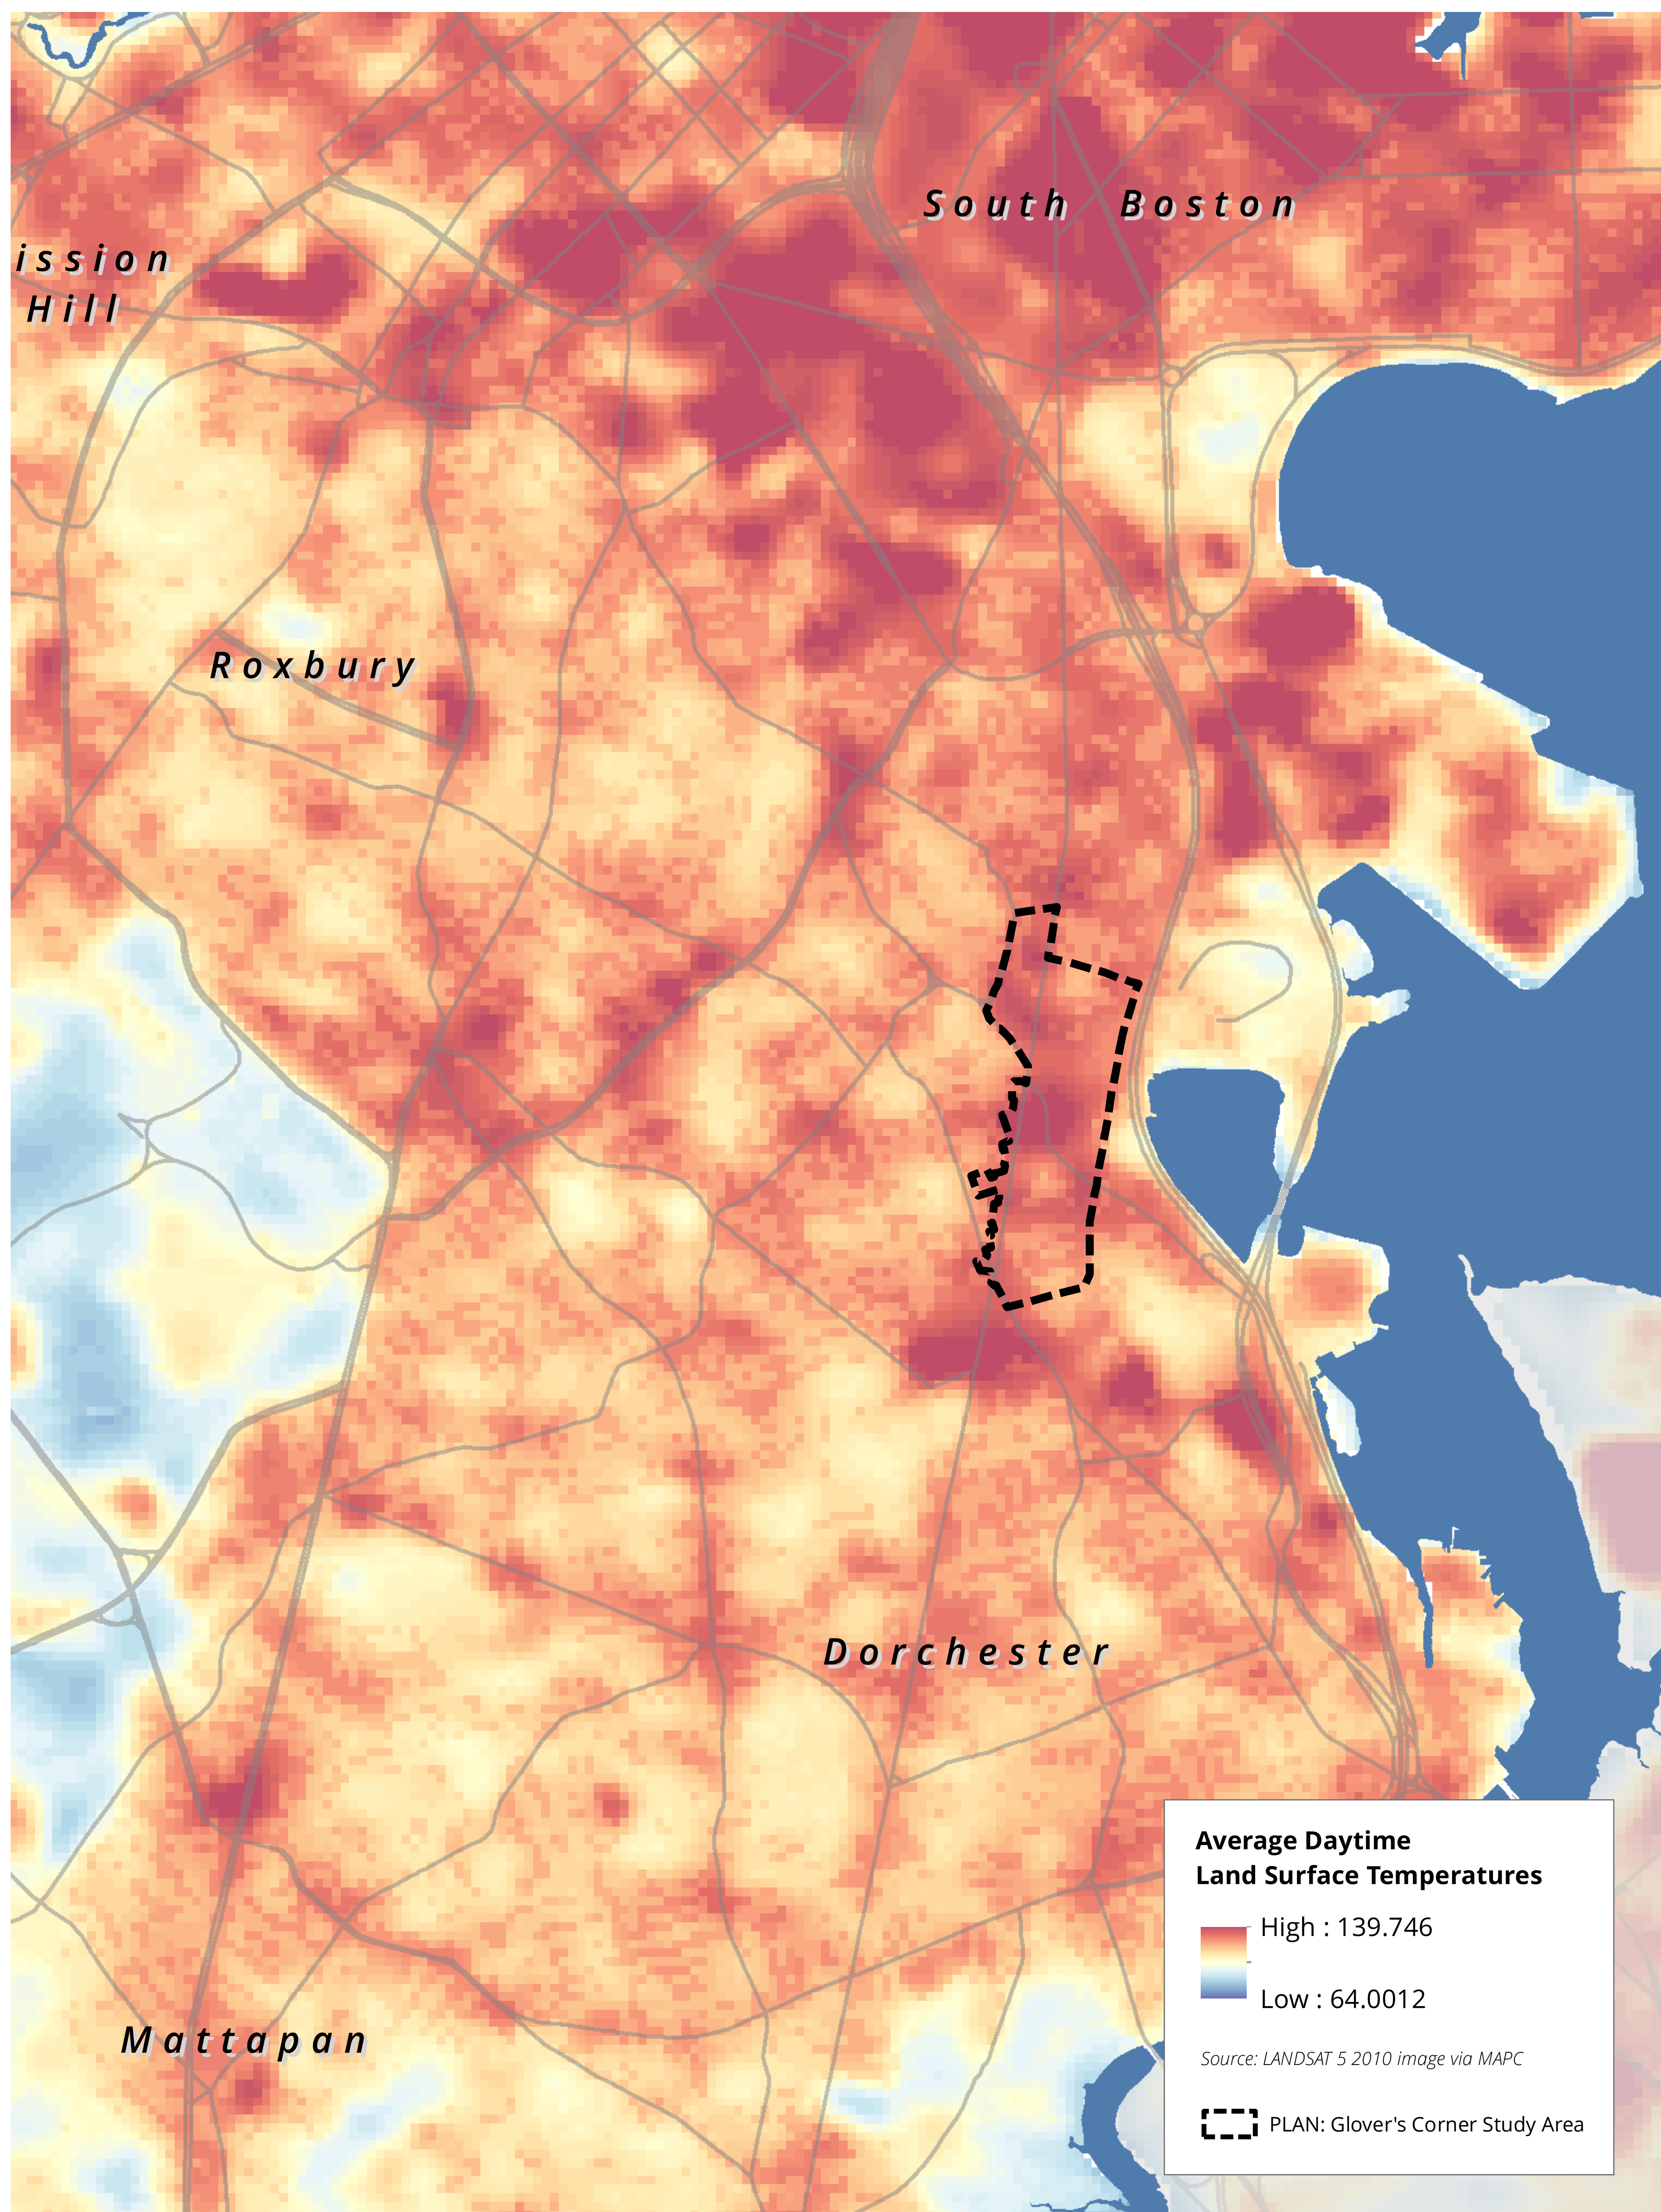 South Boston
ission
Hill
Roxbury
Dorchester
Mattapan
Average Daytime
Land Surface Temperatures
High : 139.746
Low : 64.0012
Source: LANDSAT 5 2010 image via MAPC
PLAN: Glover's Corner Study Area